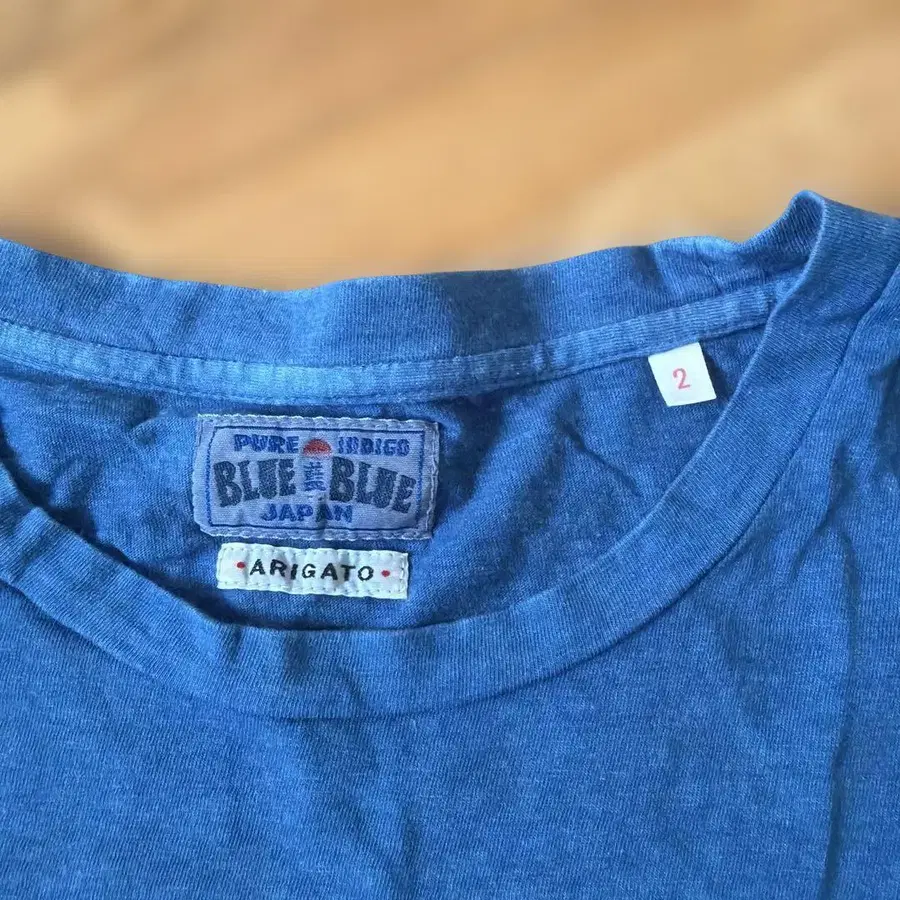 PURE INDIGO
BLUE BLUE
JAPAN
•ARIGATO•
2